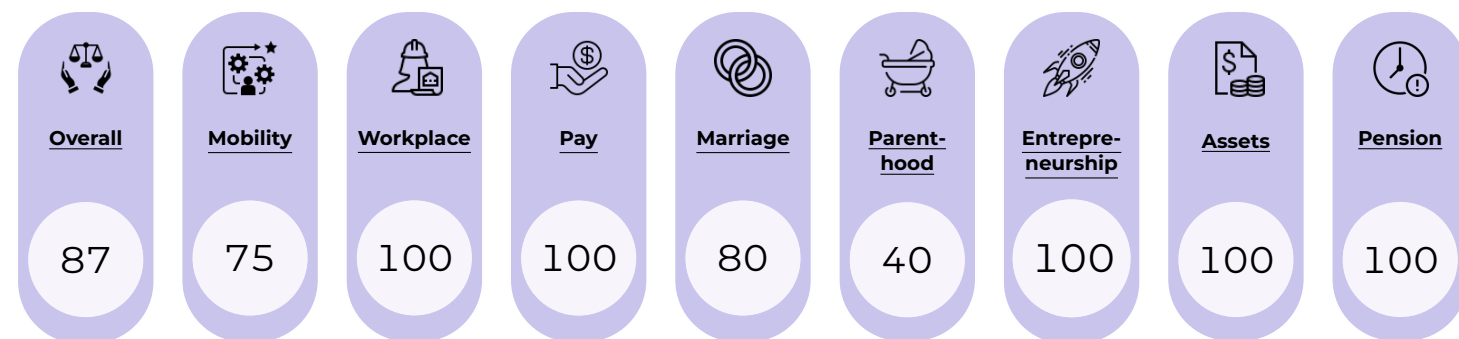 Overall
87
Mobility
75
Workplace
100
$
Pay
100
Marriage
80
Parent-
hood
40
Entrepre-
neurship
100
$
Assets
100
!
Pension
100